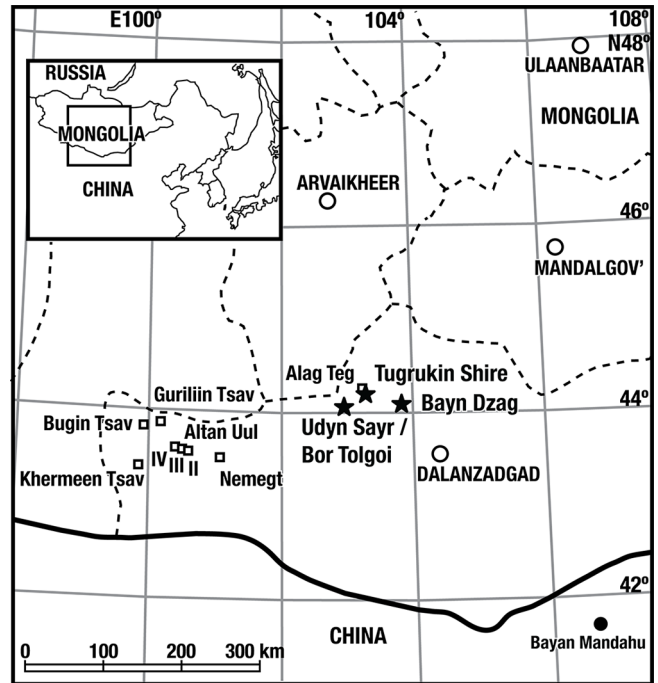 E100º
104º
108º
N48º
ULAANBAATAR
RUSSIA
MONGOLIA
CHINA
MONGOLIA
ARVAIKHEER
46º
MANDALGOV’
Alag Teg
Tugrukin Shire
Guriliin Tsav
Bayn Dzag
44º
Bugin Tsav
Altan Uul
Udyn Sayr /
Bor Tolgoi
IV
III
II
Khermeen Tsav
Nemegt
DALANZADGAD
42º
CHINA
Bayan Mandahu
0 100 200 300 km